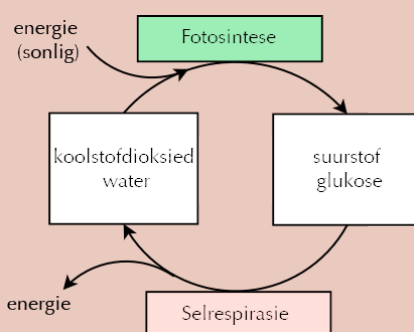 energie
(sonlig)
Fotosintese
koolstofdioksied
water
suurstof
glukose
energie
Selrespirasie